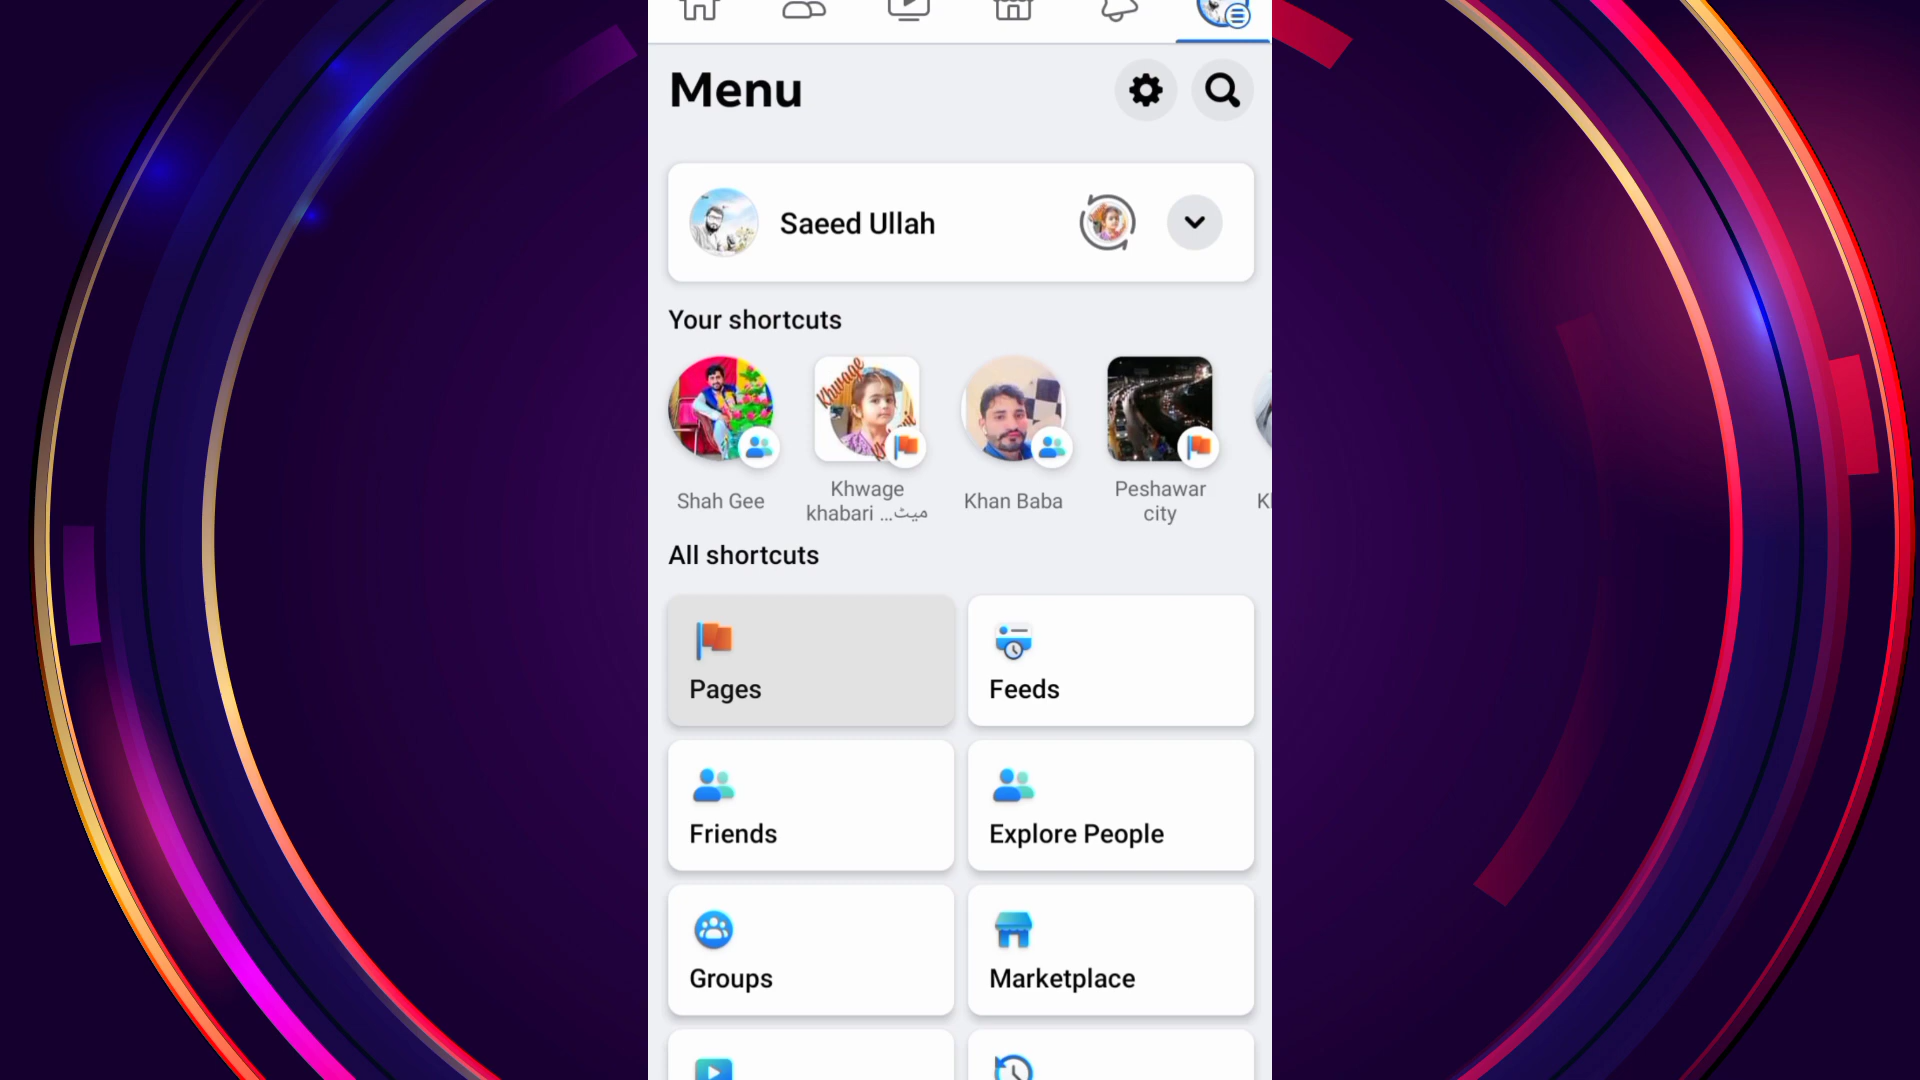 Menu
Saeed Ullah
Your shortcuts
Shah Gee
Khwage
khabari ...میٹ
Khan Baba
Peshawar
city
All shortcuts
Pages
Feeds
Friends
Explore People
Groups
Marketplace